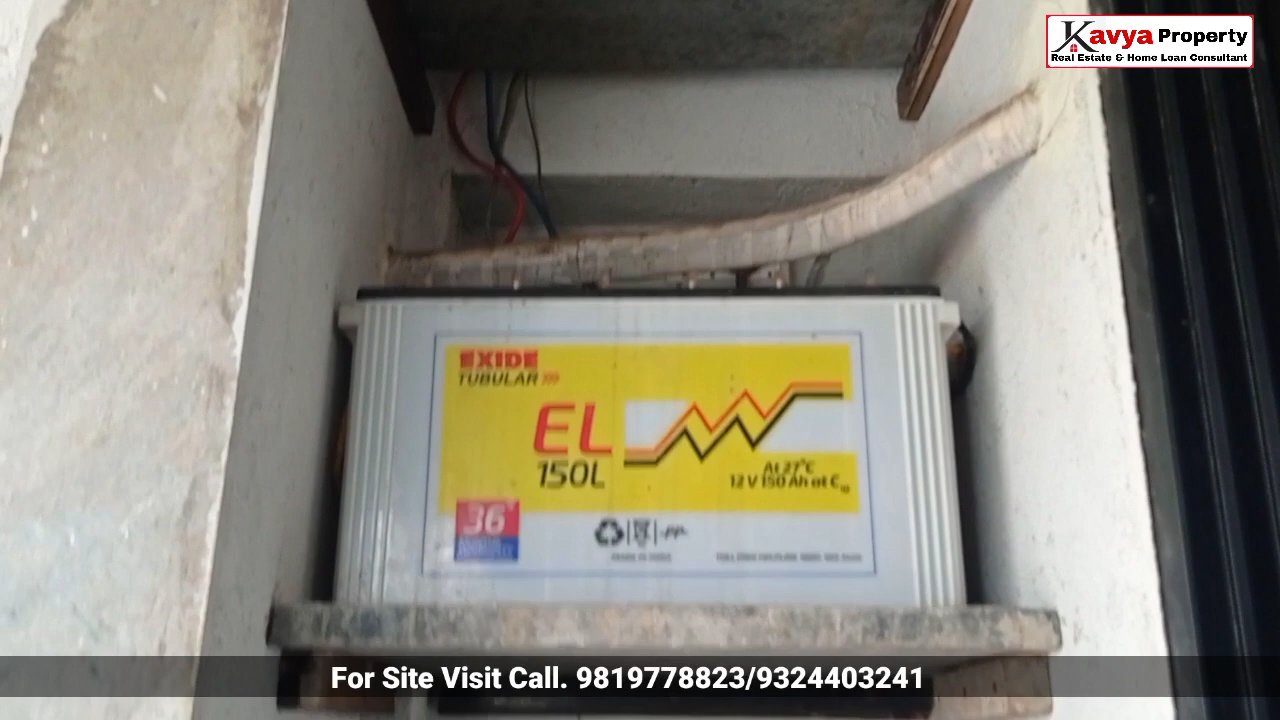 Kavya Property
Real Estate & Home Loan Consultant
EXIDE
TUBULAR
EL
150L
At 27°C
12 V 150 Ah at C10
36
For Site Visit Call. 9819778823/9324403241